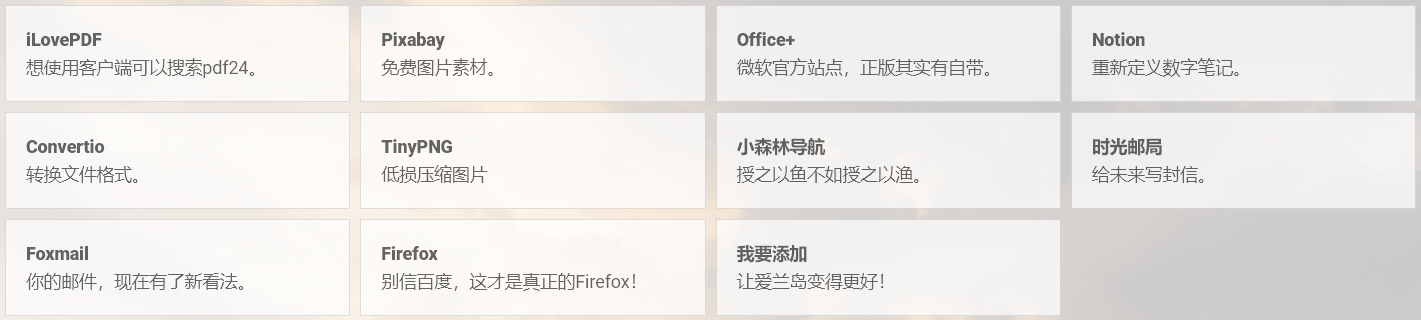 iLovePDF
想使用客户端可以搜索pdf24。
Pixabay
免费图片素材。
Office+
微软官方站点，正版其实有自带。
Notion
重新定义数字笔记。
Convertio
转换文件格式。
TinyPNG
低损压缩图片
小森林导航
授之以鱼不如授之以渔。
时光邮局
给未来写封信。
Foxmail
你的邮件，现在有了新看法。
Firefox
别信百度，这才是真正的Firefox！
我要添加
让爱兰岛变得更好！